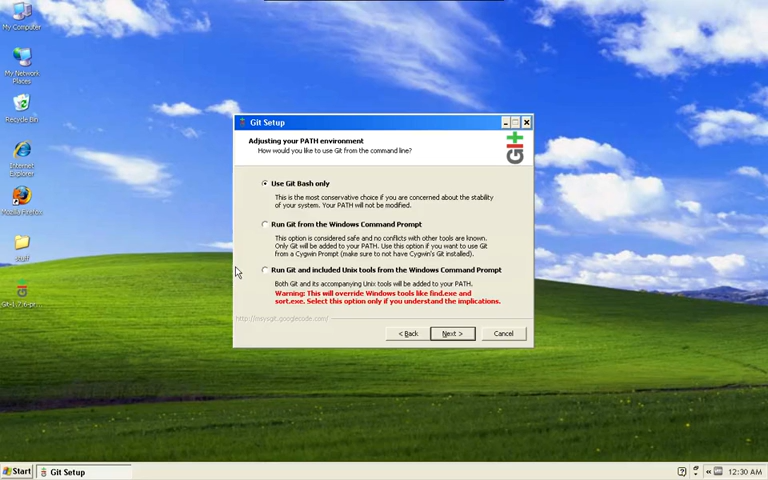 My Computer
My Network
Places
Recycle Bin
Internet
Explorer
Mozilla Firefox
stuff
Git Setup
Adjusting your PATH environment
How would you like to use Git from the command line?
Use Git Bash only
This is the most conservative choice if you are concerned about the stability
of your system. Your PATH will not be modified.
Run Git from the Windows Command Prompt
This option is considered safe and no conflicts with other tools are known.
Only Git will be added to your PATH. Use this option if you want to use Git
from a Cygwin Prompt (make sure to not have Cygwin's Git installed).
Run Git and included Unix tools from the Windows Command Prompt
Both Git and its accompanying Unix tools will be added to your PATH.
Warning: This will override Windows tools like find.exe and
sort.exe. Select this option only if you understand the implications.
http://msysgit.googlecode.com/
< Back
Next >
Cancel
Start
Git Setup
12:30 AM